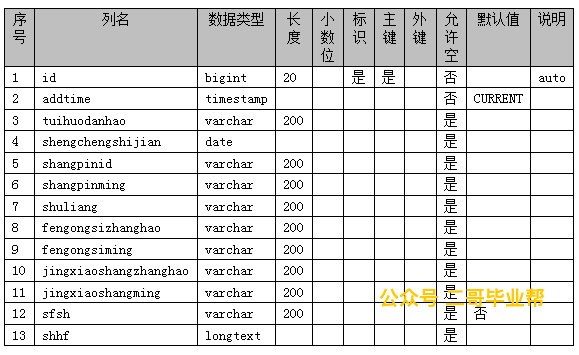 序号 列名 数据类型 长度 小数位 标识 主键 外键 允许空 默认值 说明
1 id bigint 20 是 是 否 auto
2 addtime timestamp 否 CURRENT
3 tuihuodanhao varchar 200 是
4 shengchengshijian date 是
5 shangpinid varchar 200 是
6 shangpinming varchar 200 是
7 shuliang varchar 200 是
8 fengongsizhanghao varchar 200 是
9 fengongsiming varchar 200 是
10 jingxiaoshangzhanghao varchar 200 是
11 jingxiaoshangming varchar 200 是
公众号 二哥毕业帮
12 sfsh varchar 200 是 否
13 shhf longtext 是